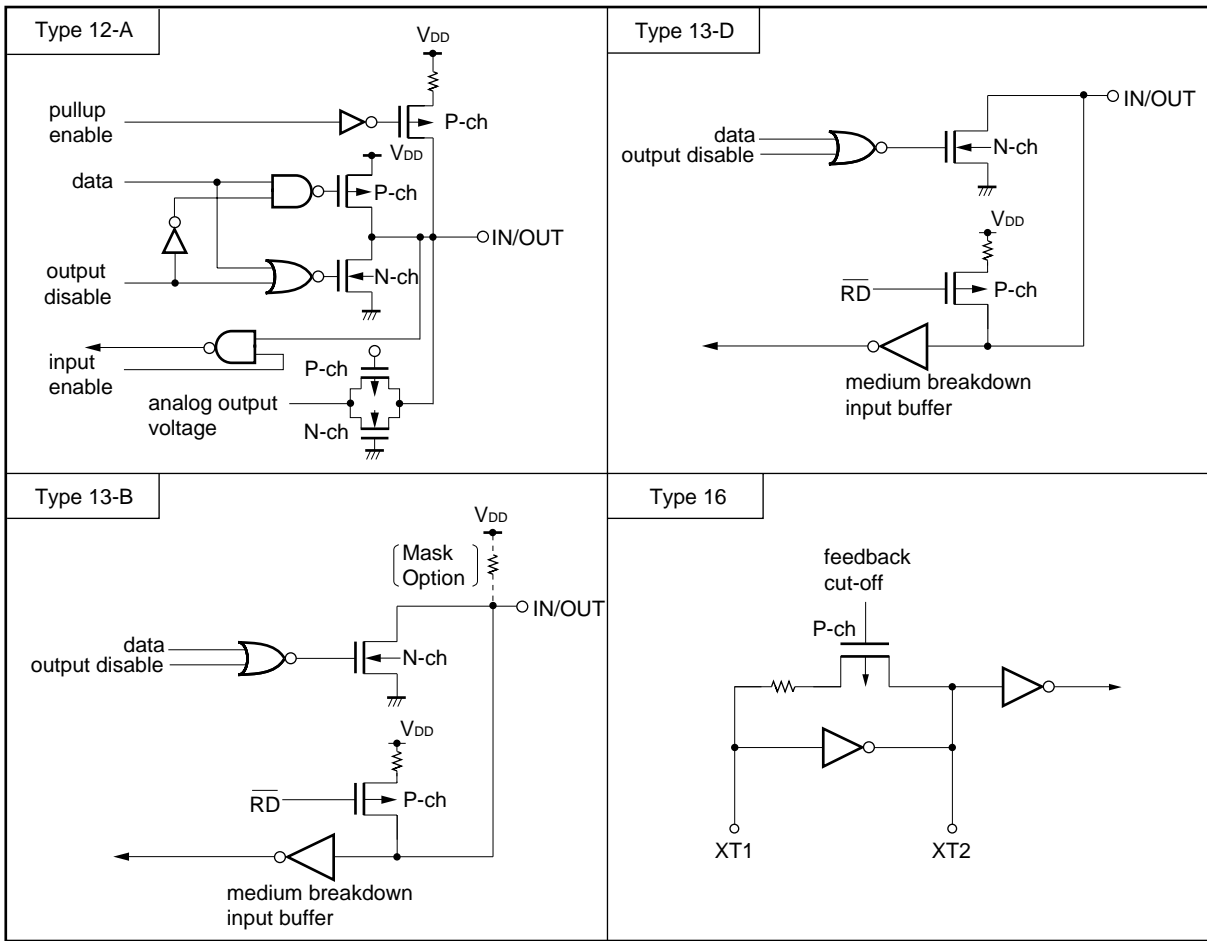 Type 12-A
VDD
pullup
enable
P-ch
VDD
data
P-ch
IN/OUT
output
disable
N-ch
input
enable
P-ch
analog output
voltage
N-ch
Type 13-D
IN/OUT
data
output disable
N-ch
VDD
RD
P-ch
medium breakdown
input buffer
Type 13-B
VDD
Mask
Option
IN/OUT
data
output disable
N-ch
VDD
RD
P-ch
medium breakdown
input buffer
Type 16
feedback
cut-off
P-ch
XT1
XT2